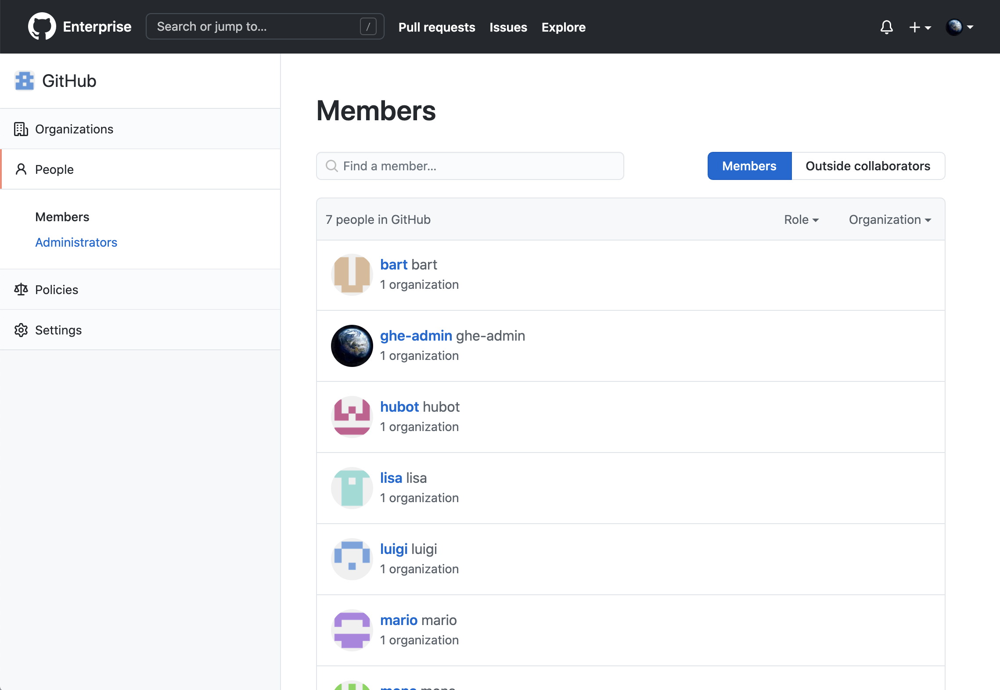 Enterprise
Search or jump to...
/
Pull requests
Issues
Explore
GitHub
Organizations
People
Members
Administrators
Policies
Settings
Members
Find a member...
Members
Outside collaborators
7 people in GitHub
Role
Organization
bart bart
1 organization
ghe-admin ghe-admin
1 organization
hubot hubot
1 organization
lisa lisa
1 organization
luigi luigi
1 organization
mario mario
1 organization